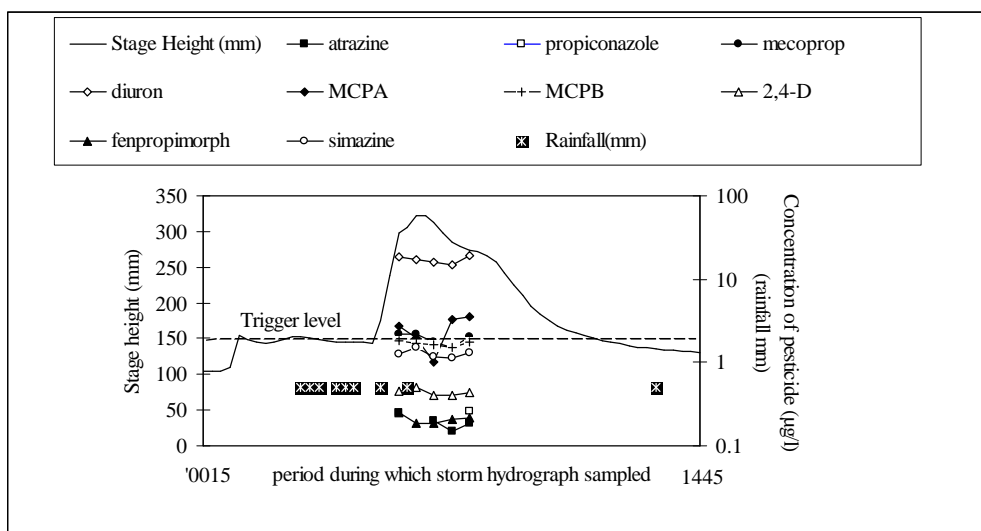 Stage Height (mm) atrazine propiconazole mecoprop
diuron MCPA MCPB 2,4-D
fenpropimorph simazine Rainfall(mm)
350
300
250
200
150
100
50
0
Stage height (mm)
Trigger level
100
10
1
0.1
Concentration of pesticide (µg/l)
(rainfall mm)
'0015 period during which storm hydrograph sampled 1445